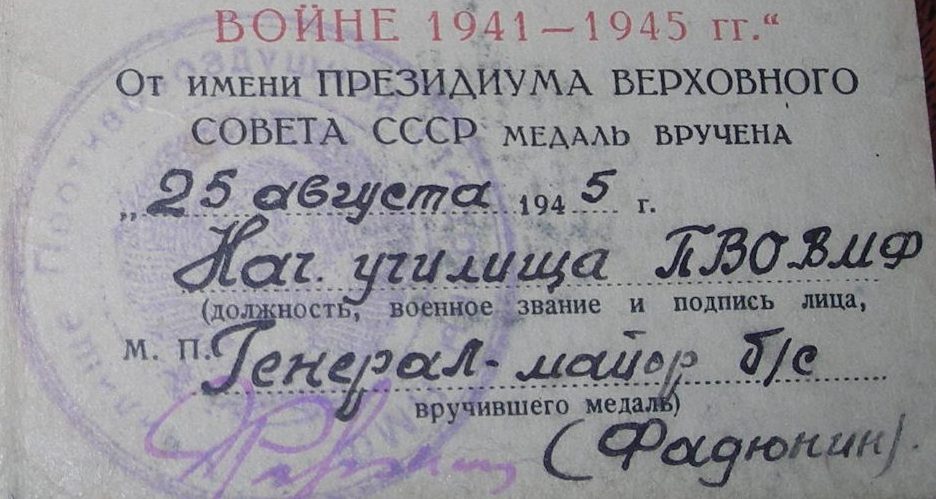 ВОЙНЕ 1941—1945 гг.“
От имени ПРЕЗИДИУМА ВЕРХОВНОГО
СОВЕТА СССР МЕДАЛЬ ВРУЧЕНА
„25 августа 1945 г.
Нач. училища ПВО ВМФ
(должность, военное звание и подпись лица,
М. П. Генерал-майор б/с
вручившего медаль)
(Фадюнин).